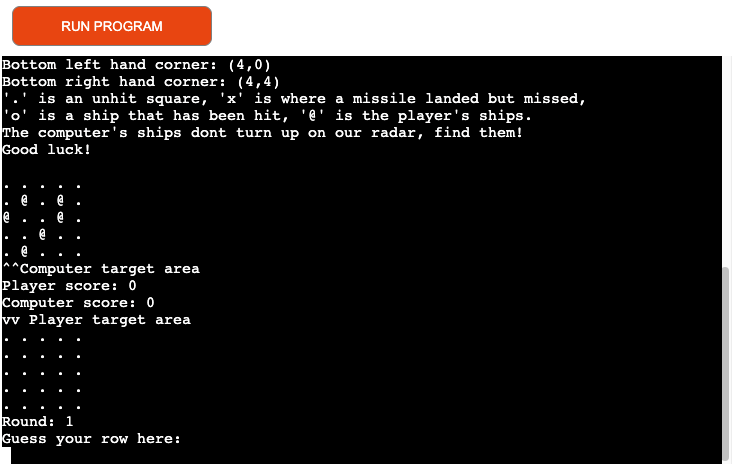 RUN PROGRAM
Bottom left hand corner: (4,0)
Bottom right hand corner: (4,4)
'.' is an unhit square, 'x' is where a missile landed but missed,
'o' is a ship that has been hit, '@' is the player's ships.
The computer's ships dont turn up on our radar, find them!
Good luck!

. . . . .
. @ . @ .
@ . . @ .
. . @ . .
. @ . . .
^^Computer target area
Player score: 0
Computer score: 0
vv Player target area
. . . . .
. . . . .
. . . . .
. . . . .
. . . . .
Round: 1
Guess your row here: